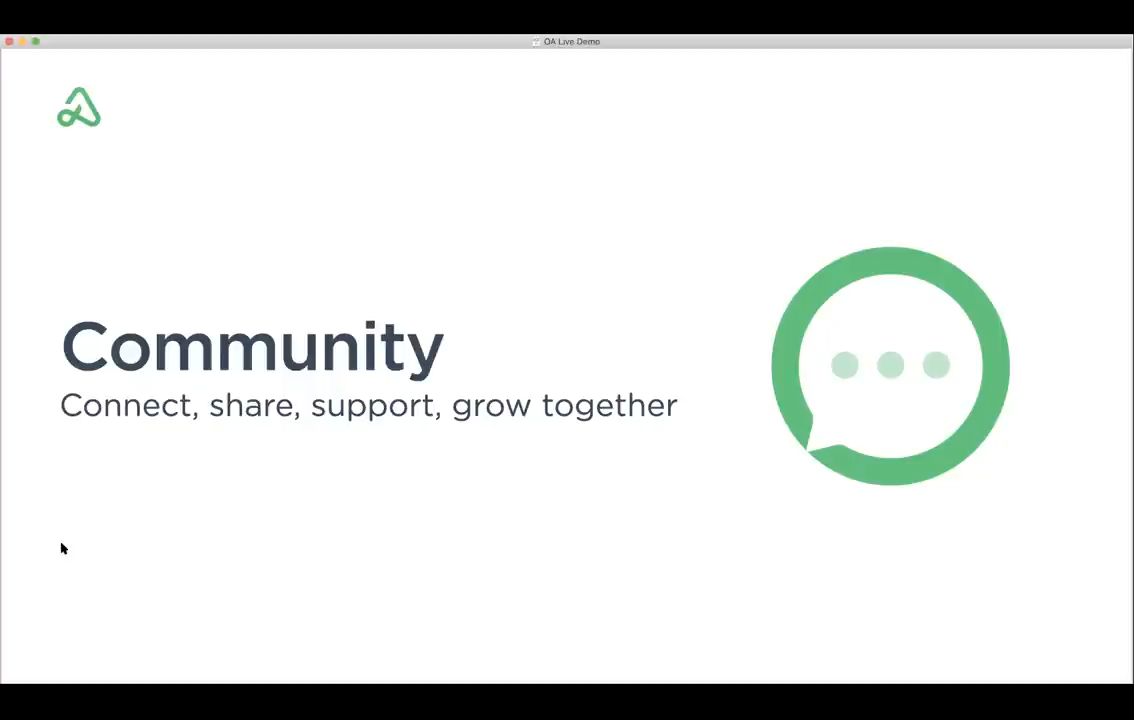 OA Live Demo
Community
Connect, share, support, grow together